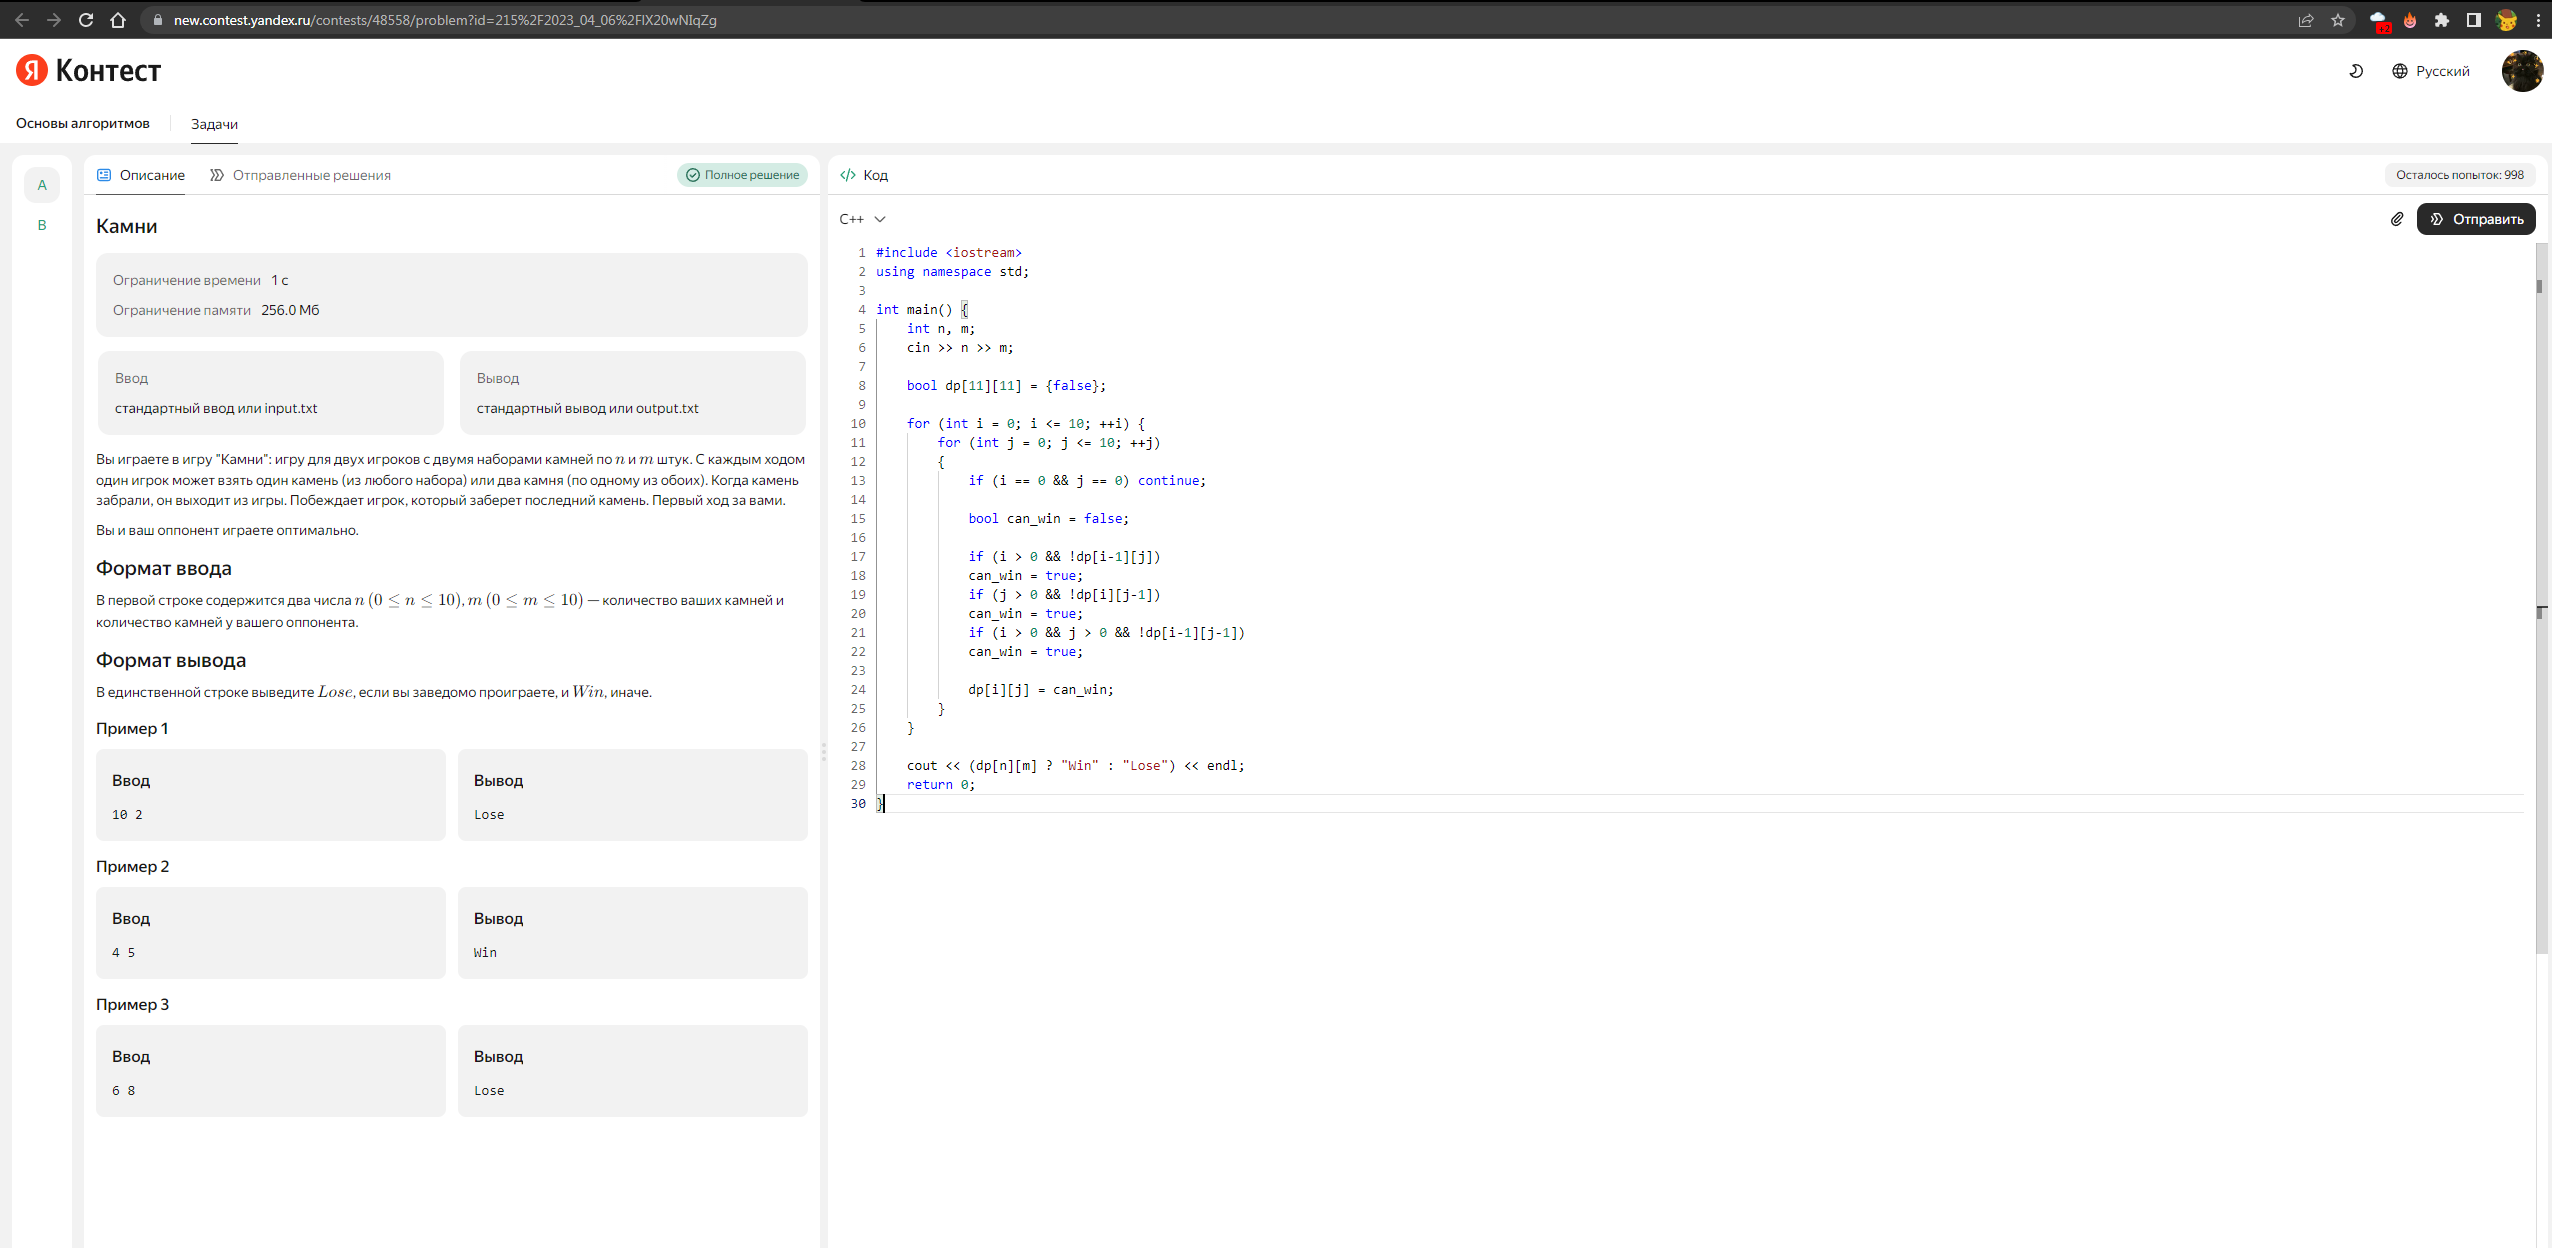 new.contest.yandex.ru/contests/48558/problem?id=215%2F2023_04_06%2FlX20wNIqZg
Я Контест
Русский
Основы алгоритмов
Задачи
A
B
Описание
Отправленные решения
Полное решение
Камни
Ограничение времени 1 с
Ограничение памяти 256.0 Мб
Ввод
стандартный ввод или input.txt
Вывод
стандартный вывод или output.txt
Вы играете в игру "Камни": игру для двух игроков с двумя наборами камней по n и m штук. С каждым ходом
один игрок может взять один камень (из любого набора) или два камня (по одному из обоих). Когда камень
забрали, он выходит из игры. Побеждает игрок, который заберет последний камень. Первый ход за вами.
Вы и ваш оппонент играете оптимально.
Формат ввода
В первой строке содержится два числа n (0 ≤ n ≤ 10), m (0 ≤ m ≤ 10) — количество ваших камней и
количество камней у вашего оппонента.
Формат вывода
В единственной строке выведите Lose, если вы заведомо проиграете, и Win, иначе.
Пример 1
Ввод
10 2
Вывод
Lose
Пример 2
Ввод
4 5
Вывод
Win
Пример 3
Ввод
6 8
Вывод
Lose
</> Код
Осталось попыток: 998
C++
Отправить
1 #include <iostream>
2 using namespace std;
3
4 int main() {
5     int n, m;
6     cin >> n >> m;
7
8     bool dp[11][11] = {false};
9
10     for (int i = 0; i <= 10; ++i) {
11         for (int j = 0; j <= 10; ++j)
12         {
13             if (i == 0 && j == 0) continue;
14
15             bool can_win = false;
16
17             if (i > 0 && !dp[i-1][j])
18             can_win = true;
19             if (j > 0 && !dp[i][j-1])
20             can_win = true;
21             if (i > 0 && j > 0 && !dp[i-1][j-1])
22             can_win = true;
23
24             dp[i][j] = can_win;
25         }
26     }
27
28     cout << (dp[n][m] ? "Win" : "Lose") << endl;
29     return 0;
30 }